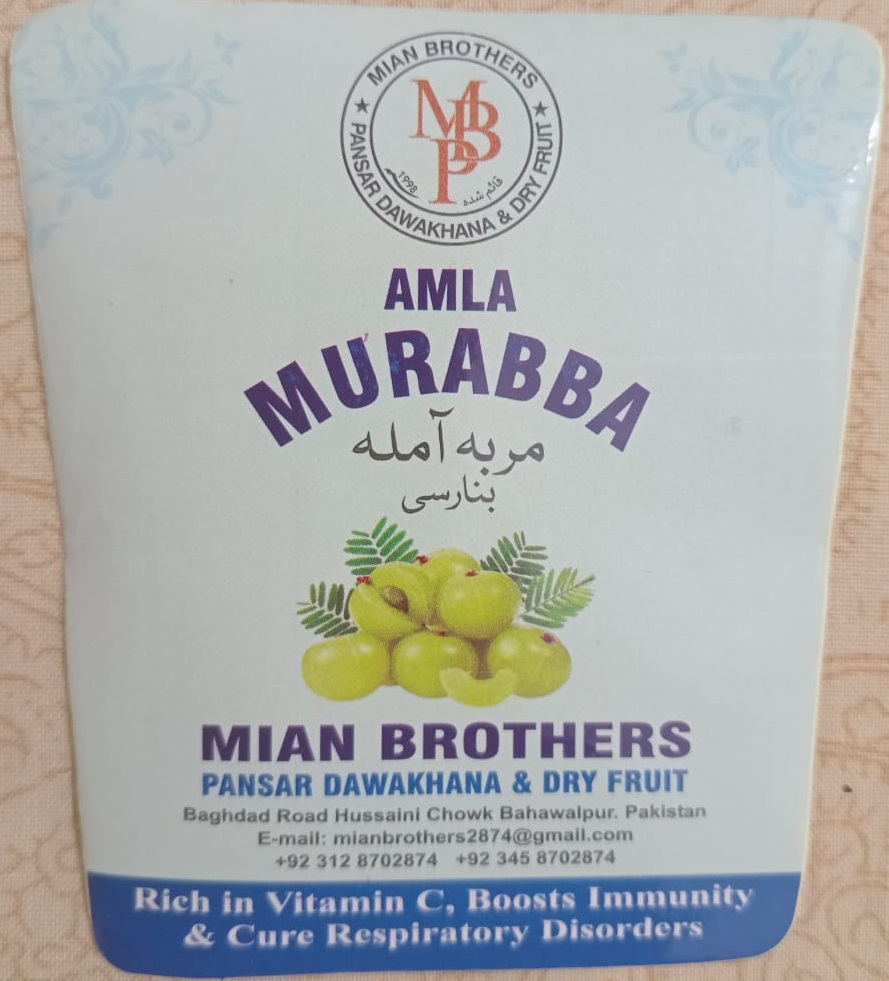 MIAN BROTHERS
MBP
1998 قائم شده
★ PANSAR DAWAKHANA & DRY FRUIT ★
AMLA
MURABBA
مربہ آملہ
بنارسی
MIAN BROTHERS
PANSAR DAWAKHANA & DRY FRUIT
Baghdad Road Hussaini Chowk Bahawalpur. Pakistan
E-mail: mianbrothers2874@gmail.com
+92 312 8702874 +92 345 8702874
Rich in Vitamin C, Boosts Immunity
& Cure Respiratory Disorders